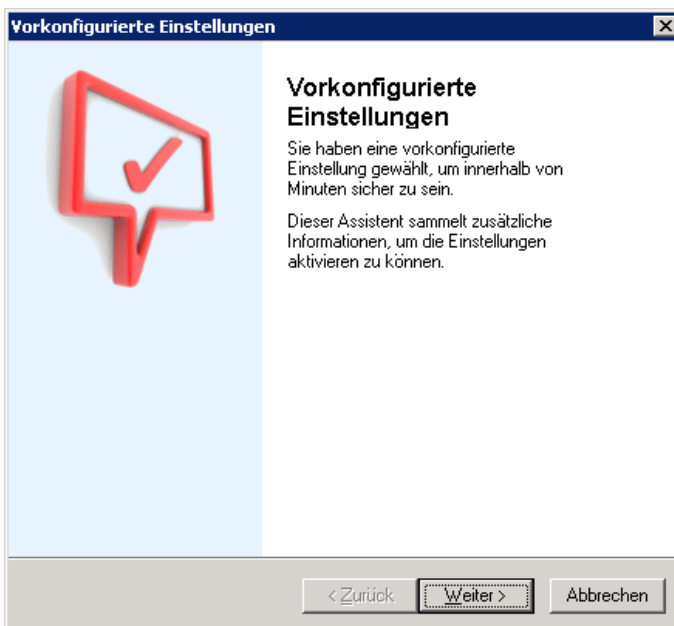 Vorkonfigurierte Einstellungen
Vorkonfigurierte
Einstellungen
Sie haben eine vorkonfigurierte
Einstellung gewählt, um innerhalb von
Minuten sicher zu sein.
Dieser Assistent sammelt zusätzliche
Informationen, um die Einstellungen
aktivieren zu können.
< Zurück   Weiter >   Abbrechen